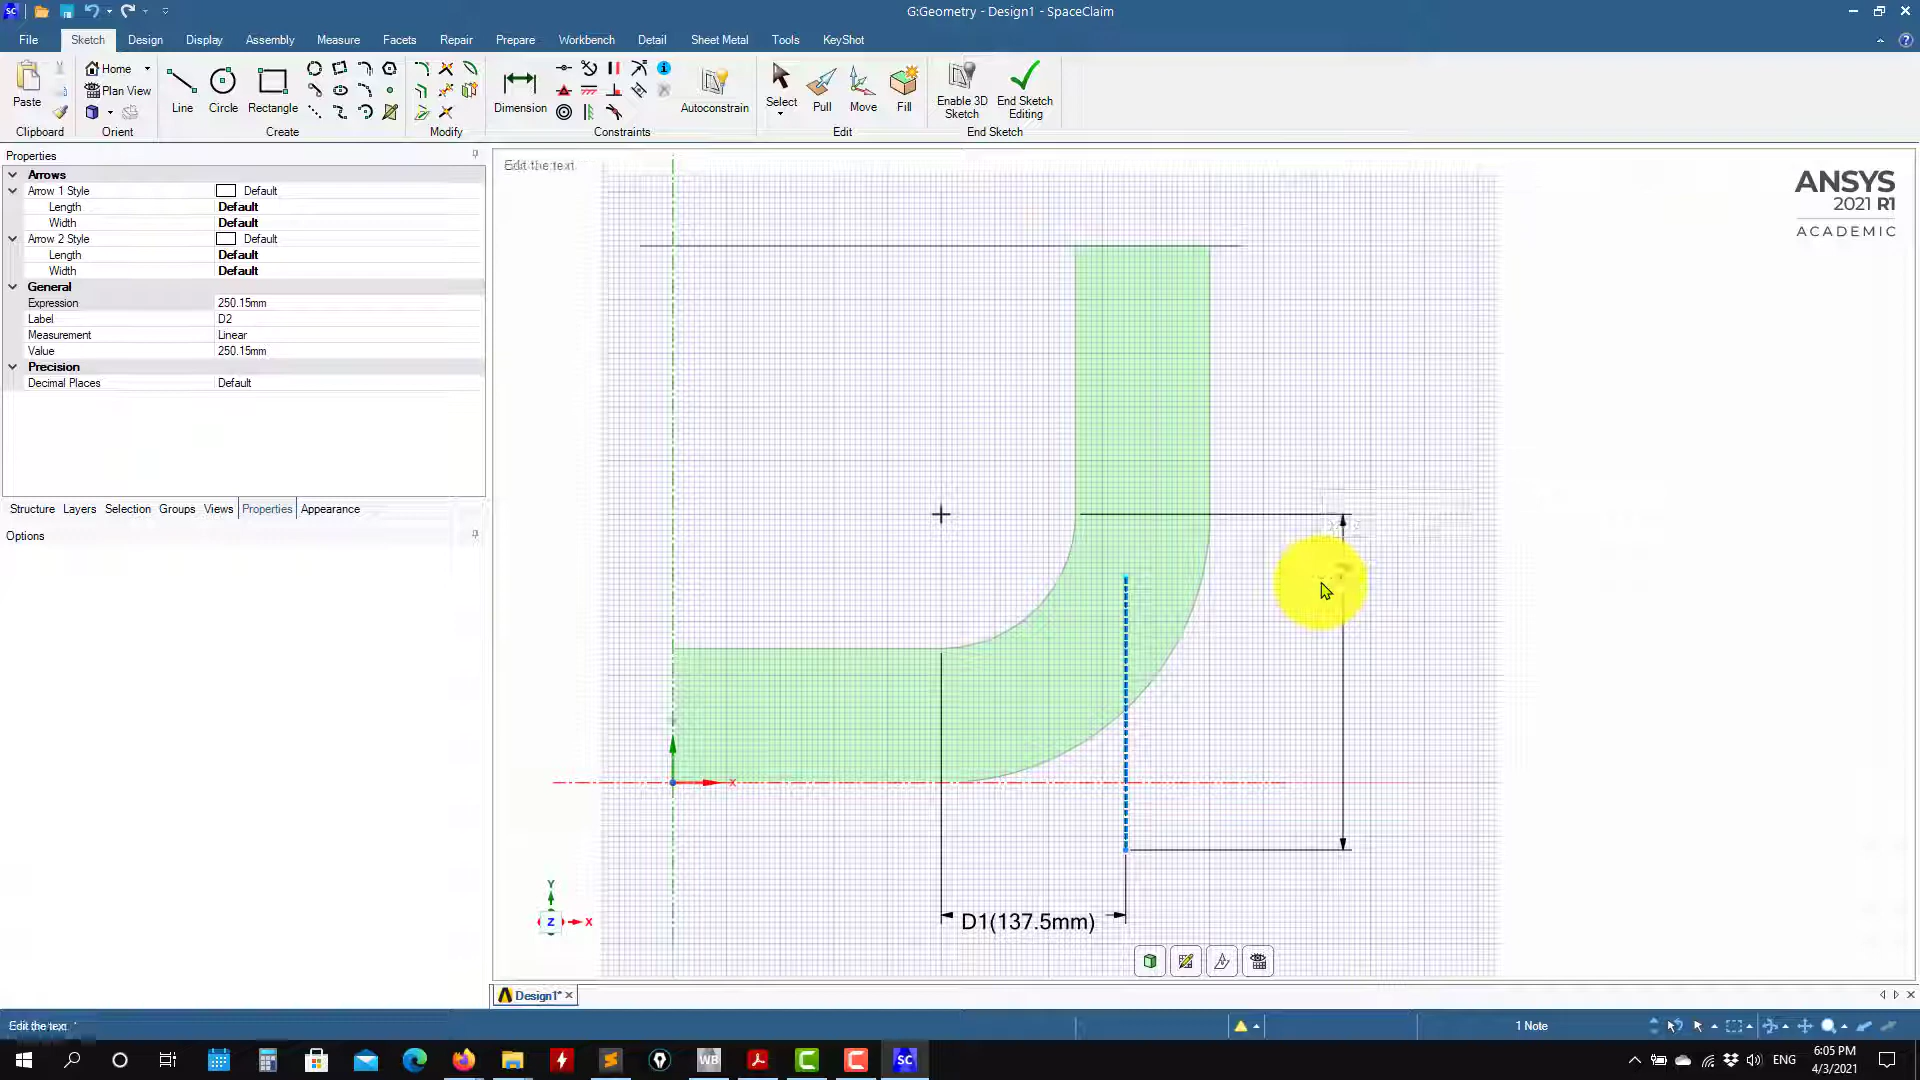 G:Geometry - Design1 - SpaceClaim
File Sketch Design Display Assembly Measure Facets Repair Prepare Workbench Detail Sheet Metal Tools KeyShot
Paste
Clipboard
Home
Plan View
Orient
Line Circle Rectangle
Create
Modify
Dimension
Autoconstrain
Constraints
Select Pull Move Fill
Edit
Enable 3D Sketch
End Sketch Editing
End Sketch
Properties
Arrows
Arrow 1 Style Default
Length Default
Width Default
Arrow 2 Style Default
Length Default
Width Default
General
Expression 250.15mm
Label D2
Measurement Linear
Value 250.15mm
Precision
Decimal Places Default
Structure Layers Selection Groups Views Properties Appearance
Options
Edit the text
ANSYS
2021 R1
ACADEMIC
X
D1(137.5mm)
Y
Z
X
Design1*
Edit the text
1 Note
WB
SC
ENG
6:05 PM
4/3/2021